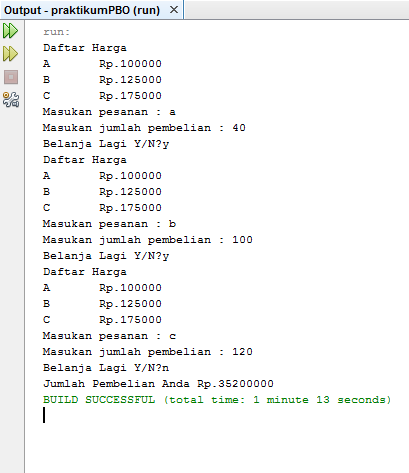 Output - praktikumPBO (run)
run:
Daftar Harga
A Rp.100000
B Rp.125000
C Rp.175000
Masukan pesanan : a
Masukan jumlah pembelian : 40
Belanja Lagi Y/N?y
Daftar Harga
A Rp.100000
B Rp.125000
C Rp.175000
Masukan pesanan : b
Masukan jumlah pembelian : 100
Belanja Lagi Y/N?y
Daftar Harga
A Rp.100000
B Rp.125000
C Rp.175000
Masukan pesanan : c
Masukan jumlah pembelian : 120
Belanja Lagi Y/N?n
Jumlah Pembelian Anda Rp.35200000
BUILD SUCCESSFUL (total time: 1 minute 13 seconds)